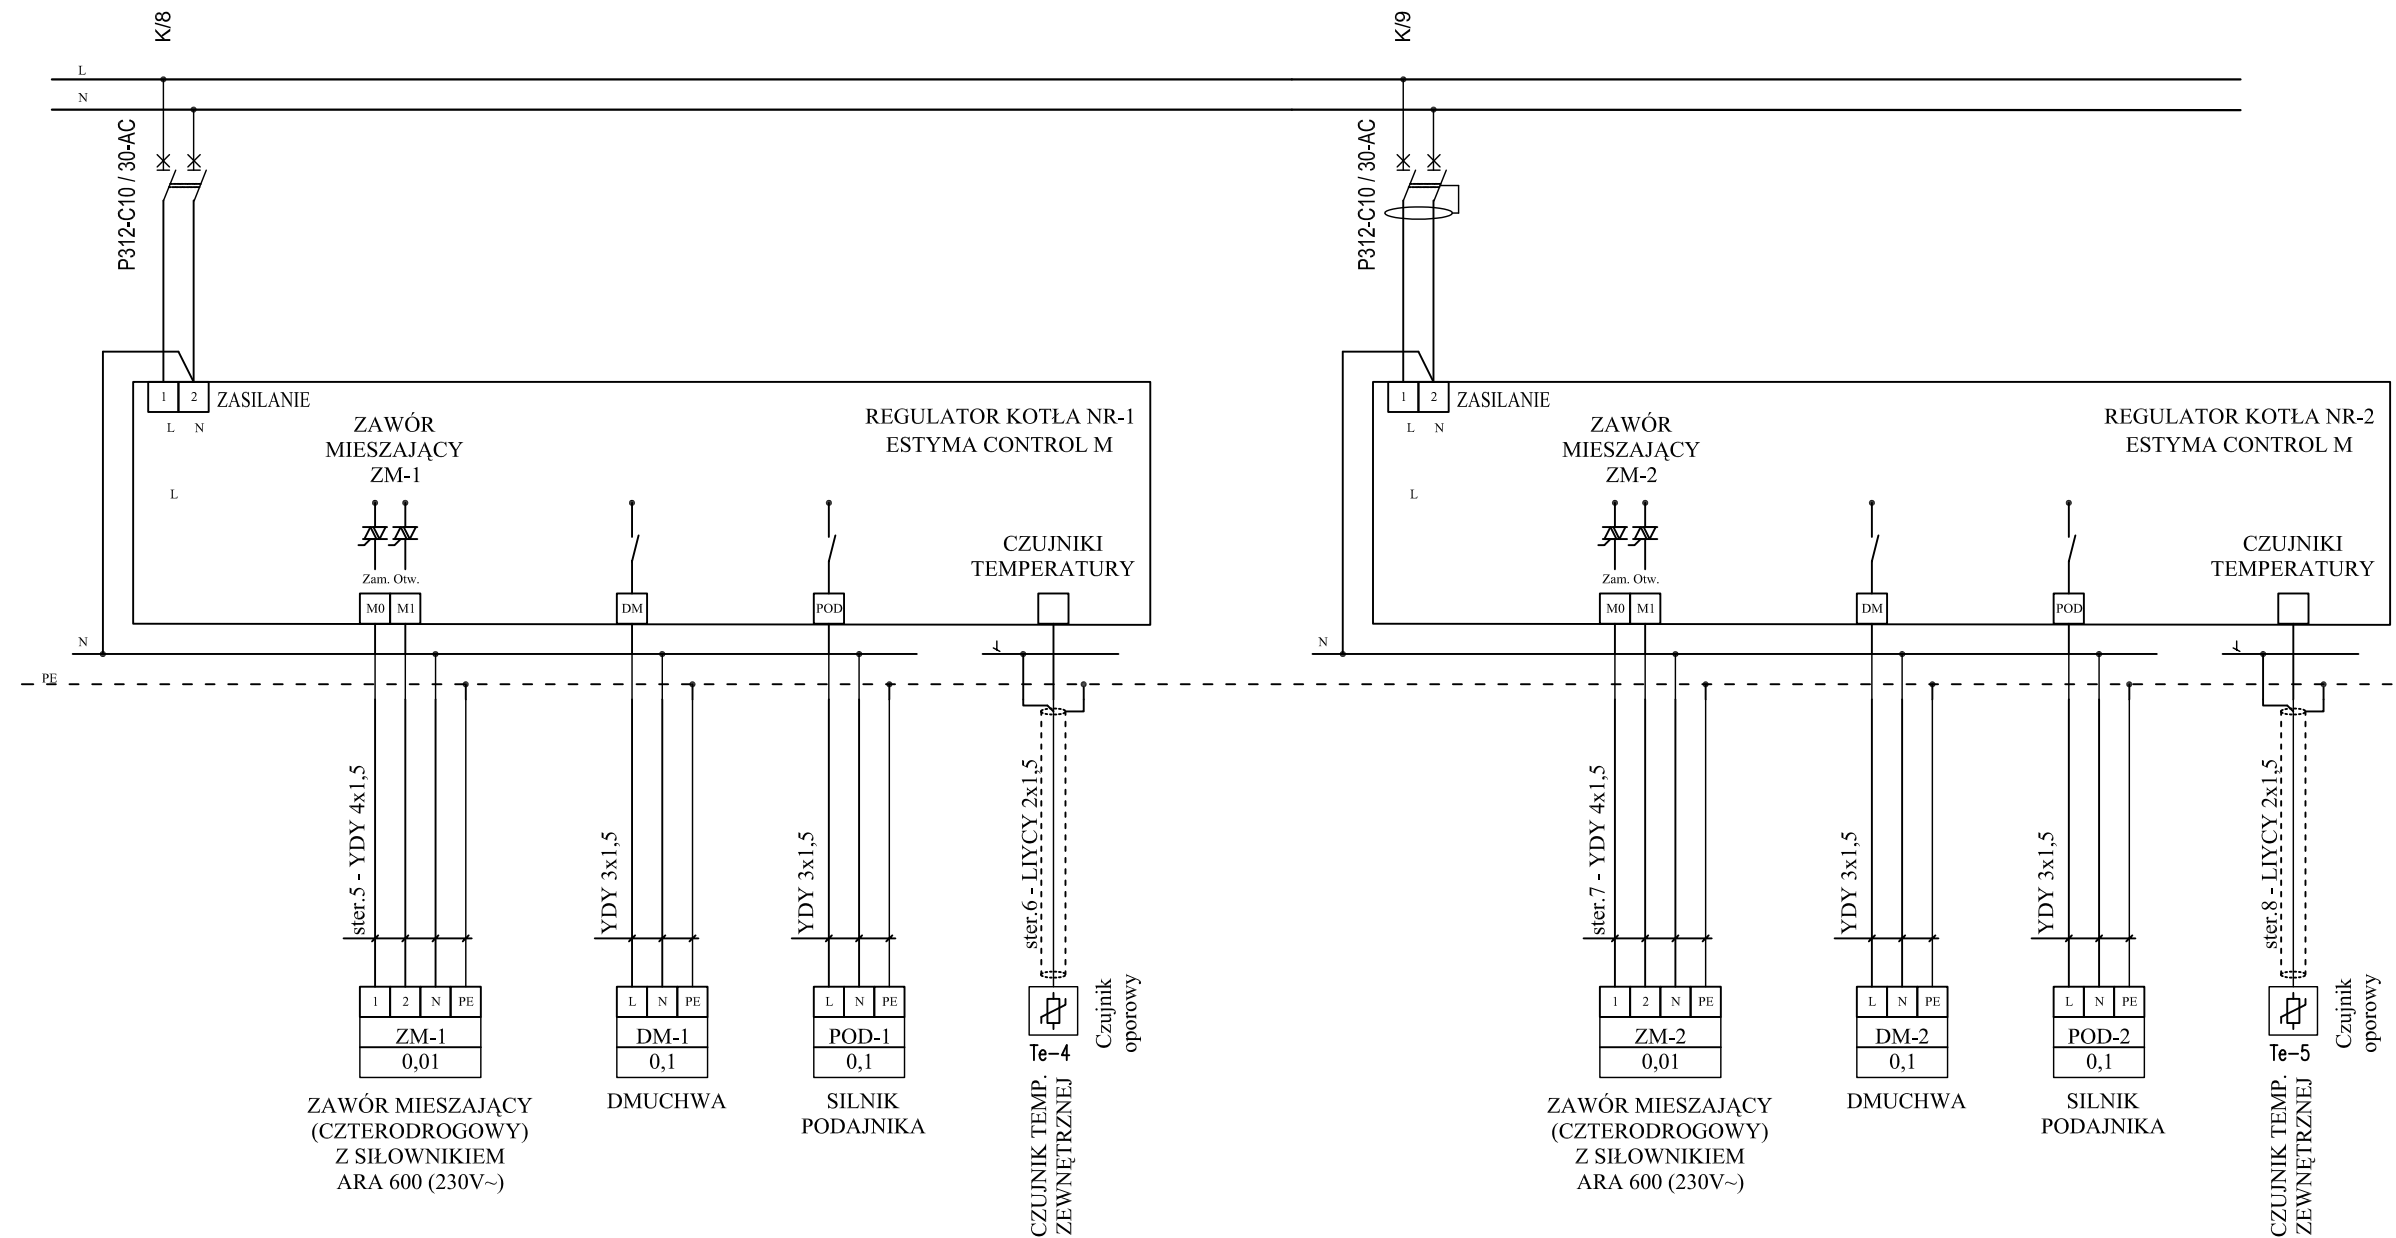 K/8
K/9
L
N
P312-C10 / 30-AC
P312-C10 / 30-AC
1
2
ZASILANIE
L
N
ZAWÓR
MIESZAJĄCY
ZM-1
REGULATOR KOTŁA NR-1
ESTYMA CONTROL M
L
CZUJNIKI
TEMPERATURY
Zam.
Otw.
M0
M1
DM
POD
N
PE
ster.5 - YDY 4x1,5
YDY 3x1,5
YDY 3x1,5
ster.6 - LIYCY 2x1,5
1
2
N
PE
ZM-1
0,01
ZAWÓR MIESZAJĄCY
(CZTERODROGOWY)
Z SIŁOWNIKIEM
ARA 600 (230V~)
L
N
PE
DM-1
0,1
DMUCHWA
L
N
PE
POD-1
0,1
SILNIK
PODAJNIKA
Czujnik
oporowy
Te-4
CZUJNIK TEMP.
ZEWNĘTRZNEJ
1
2
ZASILANIE
L
N
ZAWÓR
MIESZAJĄCY
ZM-2
REGULATOR KOTŁA NR-2
ESTYMA CONTROL M
L
CZUJNIKI
TEMPERATURY
Zam.
Otw.
M0
M1
DM
POD
N
ster.7 - YDY 4x1,5
YDY 3x1,5
YDY 3x1,5
ster.8 - LIYCY 2x1,5
1
2
N
PE
ZM-2
0,01
ZAWÓR MIESZAJĄCY
(CZTERODROGOWY)
Z SIŁOWNIKIEM
ARA 600 (230V~)
L
N
PE
DM-2
0,1
DMUCHWA
L
N
PE
POD-2
0,1
SILNIK
PODAJNIKA
Czujnik
oporowy
Te-5
CZUJNIK TEMP.
ZEWNĘTRZNEJ